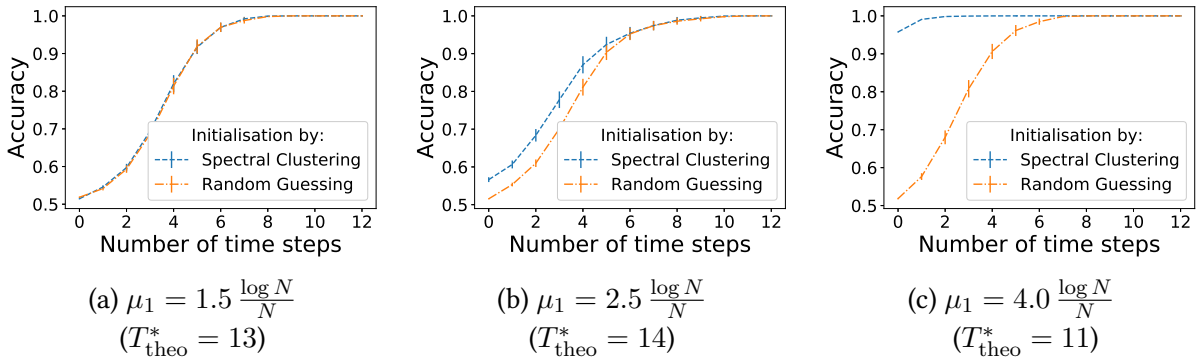 1.0
0.9
0.8
0.7
0.6
0.5
Accuracy
Initialisation by:
Spectral Clustering
Random Guessing
0 2 4 6 8 10 12
Number of time steps
(a) μ₁ = 1.5 log N / N
(T*theo = 13)
1.0
0.9
0.8
0.7
0.6
0.5
Accuracy
Initialisation by:
Spectral Clustering
Random Guessing
0 2 4 6 8 10 12
Number of time steps
(b) μ₁ = 2.5 log N / N
(T*theo = 14)
1.0
0.9
0.8
0.7
0.6
0.5
Accuracy
Initialisation by:
Spectral Clustering
Random Guessing
0 2 4 6 8 10 12
Number of time steps
(c) μ₁ = 4.0 log N / N
(T*theo = 11)